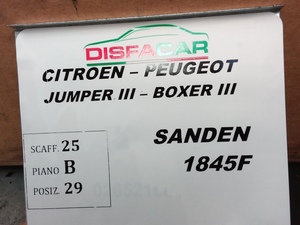 DISFACAR
CITROEN – PEUGEOT
JUMPER III – BOXER III
SANDEN
1845F
SCAFF. 25
PIANO B
POSIZ. 29